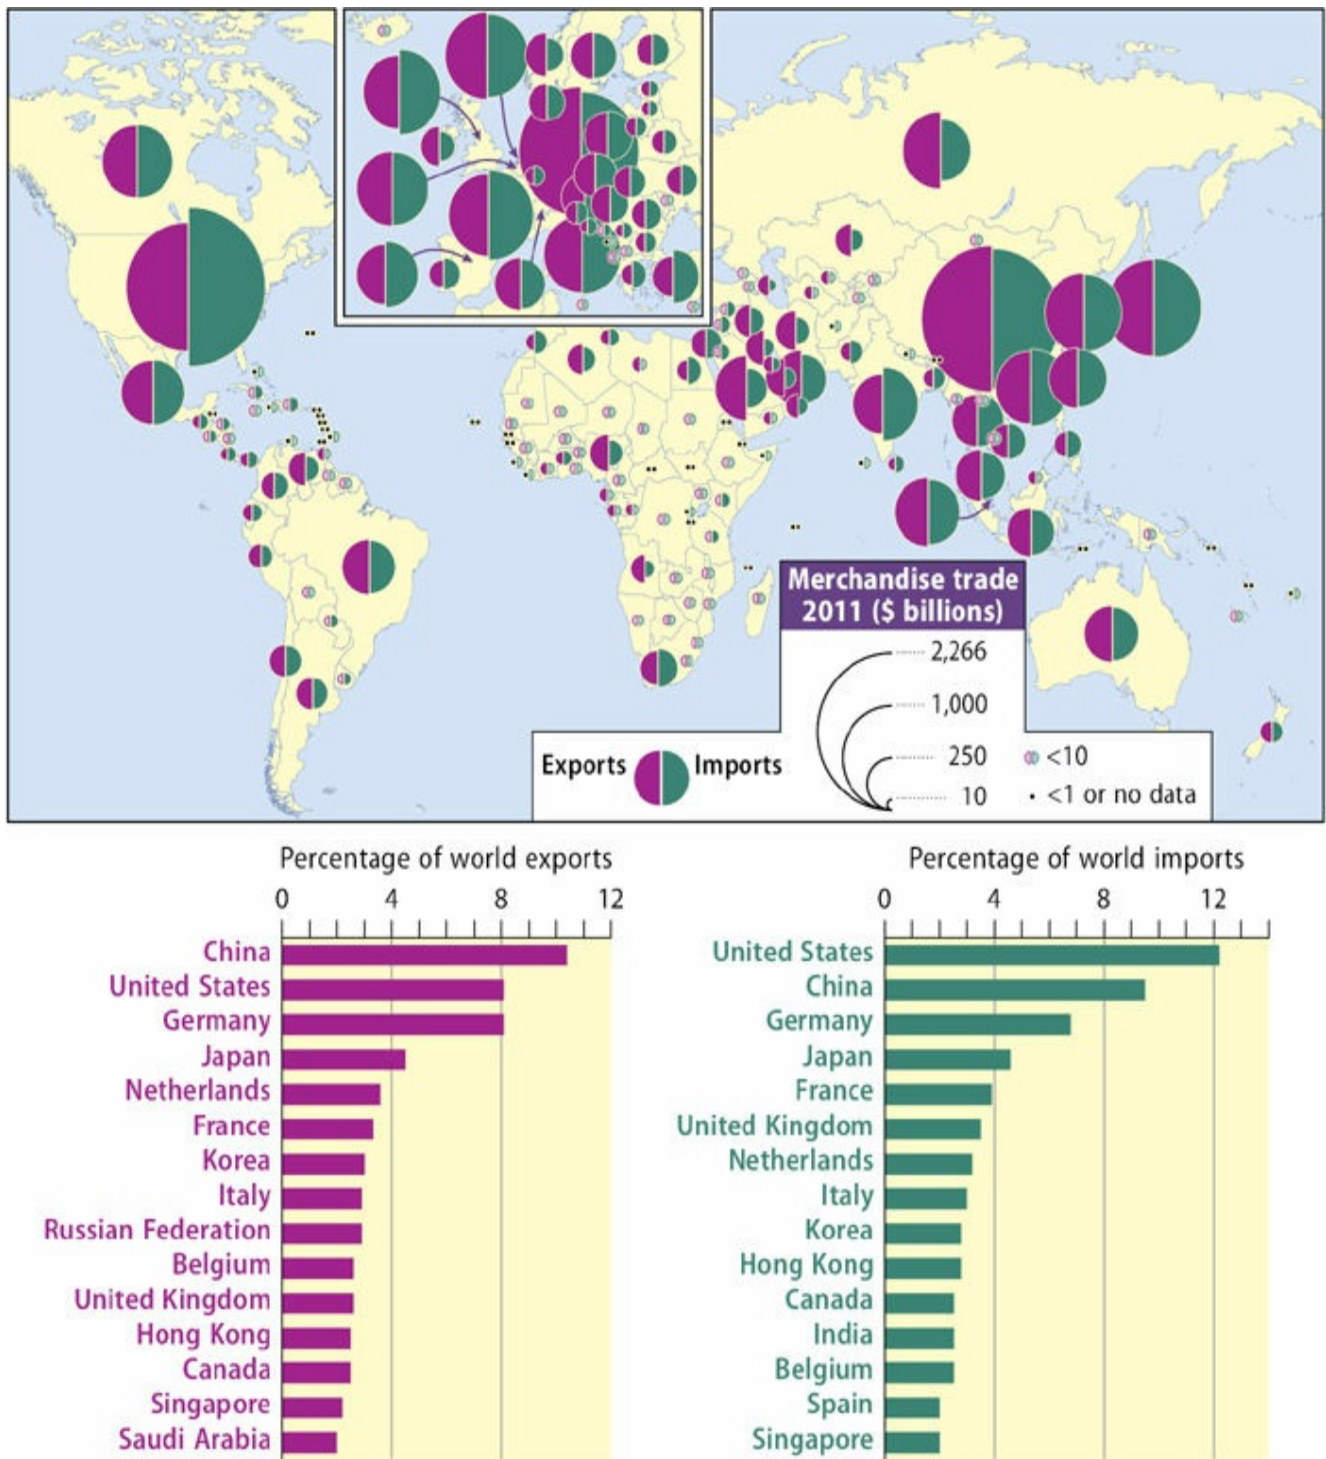 Merchandise trade
2011 ($ billions)
2,266
1,000
250
10
Exports
Imports
<10
<1 or no data
Percentage of world exports
0 4 8 12
China
United States
Germany
Japan
Netherlands
France
Korea
Italy
Russian Federation
Belgium
United Kingdom
Hong Kong
Canada
Singapore
Saudi Arabia
Percentage of world imports
0 4 8 12
United States
China
Germany
Japan
France
United Kingdom
Netherlands
Italy
Korea
Hong Kong
Canada
India
Belgium
Spain
Singapore